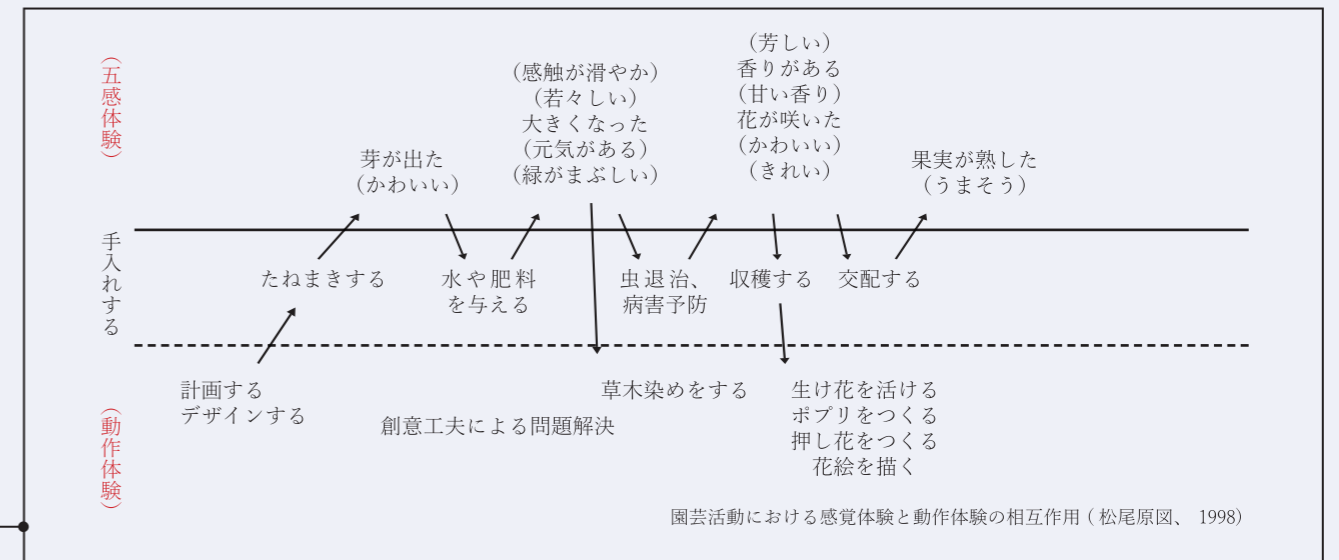 （五感体験）
（芳しい）
香りがある
（甘い香り）
花が咲いた
（かわいい）
（きれい）
（感触が滑やか）
（若々しい）
大きくなった
（元気がある）
（緑がまぶしい）
芽が出た
（かわいい）
果実が熟した
（うまそう）
手入れする
たねまきする
水や肥料
を与える
虫退治、
病害予防
収穫する
交配する
（動作体験）
計画する
デザインする
創意工夫による問題解決
草木染めをする
生け花を活ける
ポプリをつくる
押し花をつくる
花絵を描く
園芸活動における感覚体験と動作体験の相互作用 ( 松尾原図、 1998)